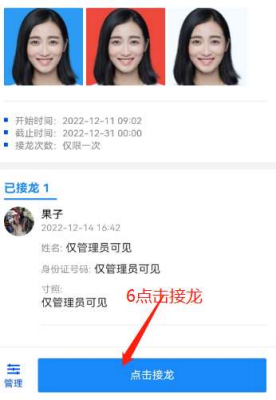 开始时间：2022-12-11 09:02
截止时间：2022-12-31 00:00
接龙次数：仅限一次
已接龙 1
果子
2022-12-14 16:42
姓名: 仅管理员可见
身份证号码: 仅管理员可见
寸照:
仅管理员可见
6点击接龙
管理
点击接龙